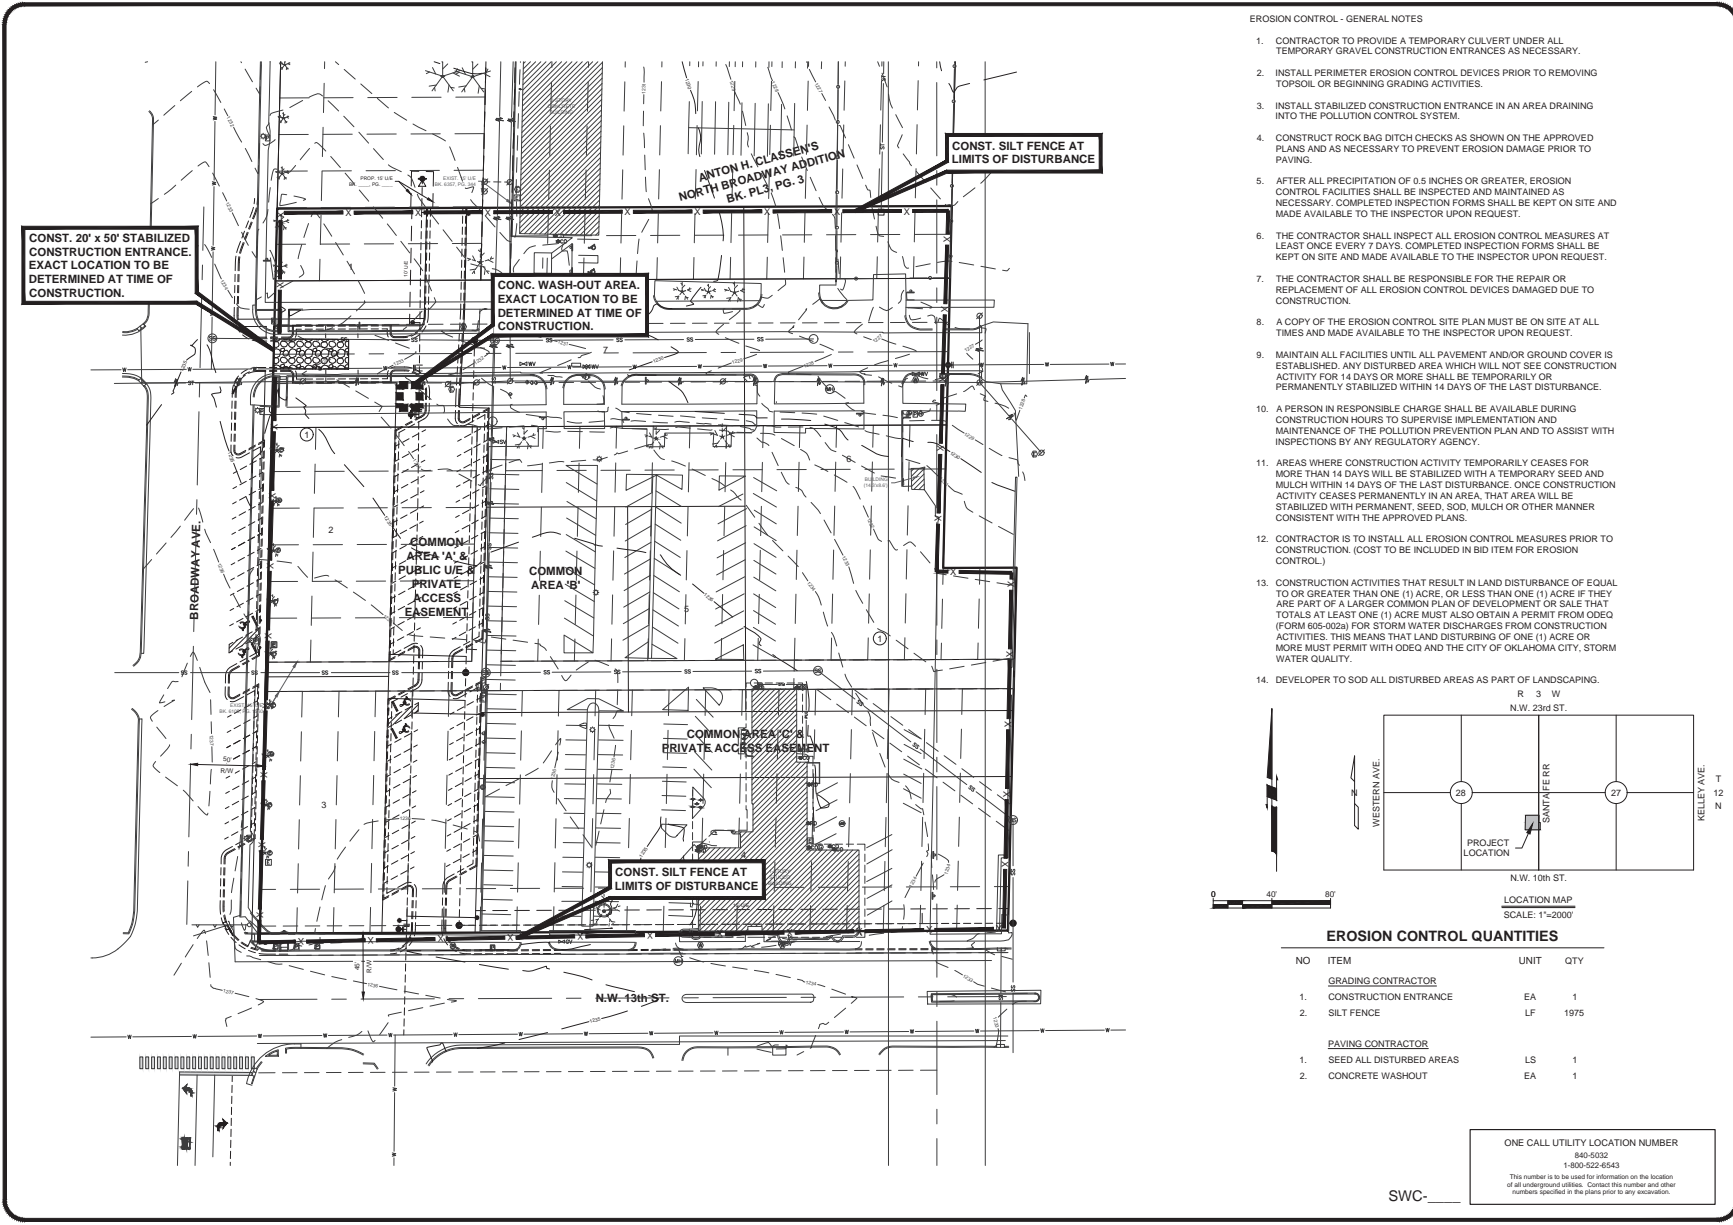 EROSION CONTROL - GENERAL NOTES
1. CONTRACTOR TO PROVIDE A TEMPORARY CULVERT UNDER ALL
TEMPORARY GRAVEL CONSTRUCTION ENTRANCES AS NECESSARY.
2. INSTALL PERIMETER EROSION CONTROL DEVICES PRIOR TO REMOVING
TOPSOIL OR BEGINNING GRADING ACTIVITIES.
3. INSTALL STABILIZED CONSTRUCTION ENTRANCE IN AN AREA DRAINING
INTO THE POLLUTION CONTROL SYSTEM.
4. CONSTRUCT ROCK BAG DITCH CHECKS AS SHOWN ON THE APPROVED
PLANS AND AS NECESSARY TO PREVENT EROSION DAMAGE PRIOR TO
PAVING.
5. AFTER ALL PRECIPITATION OF 0.5 INCHES OR GREATER, EROSION
CONTROL FACILITIES SHALL BE INSPECTED AND MAINTAINED AS
NECESSARY. COMPLETED INSPECTION FORMS SHALL BE KEPT ON SITE AND
MADE AVAILABLE TO THE INSPECTOR UPON REQUEST.
6. THE CONTRACTOR SHALL INSPECT ALL EROSION CONTROL MEASURES AT
LEAST ONCE EVERY 7 DAYS. COMPLETED INSPECTION FORMS SHALL BE
KEPT ON SITE AND MADE AVAILABLE TO THE INSPECTOR UPON REQUEST.
7. THE CONTRACTOR SHALL BE RESPONSIBLE FOR THE REPAIR OR
REPLACEMENT OF ALL EROSION CONTROL DEVICES DAMAGED DUE TO
CONSTRUCTION.
8. A COPY OF THE EROSION CONTROL SITE PLAN MUST BE ON SITE AT ALL
TIMES AND MADE AVAILABLE TO THE INSPECTOR UPON REQUEST.
9. MAINTAIN ALL FACILITIES UNTIL ALL PAVEMENT AND/OR GROUND COVER IS
ESTABLISHED. ANY DISTURBED AREA WHICH WILL NOT SEE CONSTRUCTION
ACTIVITY FOR 14 DAYS OR MORE SHALL BE TEMPORARILY OR
PERMANENTLY STABILIZED WITHIN 14 DAYS OF THE LAST DISTURBANCE.
10. A PERSON IN RESPONSIBLE CHARGE SHALL BE AVAILABLE DURING
CONSTRUCTION HOURS TO SUPERVISE IMPLEMENTATION AND
MAINTENANCE OF THE POLLUTION PREVENTION PLAN AND TO ASSIST WITH
INSPECTIONS BY ANY REGULATORY AGENCY.
11. AREAS WHERE CONSTRUCTION ACTIVITY TEMPORARILY CEASES FOR
MORE THAN 14 DAYS WILL BE STABILIZED WITH A TEMPORARY SEED AND
MULCH WITHIN 14 DAYS OF THE LAST DISTURBANCE. ONCE CONSTRUCTION
ACTIVITY CEASES PERMANENTLY IN AN AREA, THAT AREA WILL BE
STABILIZED WITH PERMANENT, SEED, SOD, MULCH OR OTHER MANNER
CONSISTENT WITH THE APPROVED PLANS.
12. CONTRACTOR IS TO INSTALL ALL EROSION CONTROL MEASURES PRIOR TO
CONSTRUCTION. (COST TO BE INCLUDED IN BID ITEM FOR EROSION
CONTROL.)
13. CONSTRUCTION ACTIVITIES THAT RESULT IN LAND DISTURBANCE OF EQUAL
TO OR GREATER THAN ONE (1) ACRE, OR LESS THAN ONE (1) ACRE IF THEY
ARE PART OF A LARGER COMMON PLAN OF DEVELOPMENT OR SALE THAT
TOTALS AT LEAST ONE (1) ACRE MUST ALSO OBTAIN A PERMIT FROM ODEQ
(FORM 605-002a) FOR STORM WATER DISCHARGES FROM CONSTRUCTION
ACTIVITIES. THIS MEANS THAT LAND DISTURBING OF ONE (1) ACRE OR
MORE MUST PERMIT WITH ODEQ AND THE CITY OF OKLAHOMA CITY, STORM
WATER QUALITY.
14. DEVELOPER TO SOD ALL DISTURBED AREAS AS PART OF LANDSCAPING.
CONST. SILT FENCE AT
LIMITS OF DISTURBANCE
ANTON H. CLASSEN'S
NORTH BROADWAY ADDITION
BK. PL3, PG. 3
CONST. 20' x 50' STABILIZED
CONSTRUCTION ENTRANCE.
EXACT LOCATION TO BE
DETERMINED AT TIME OF
CONSTRUCTION.
CONC. WASH-OUT AREA.
EXACT LOCATION TO BE
DETERMINED AT TIME OF
CONSTRUCTION.
BROADWAY AVE.
COMMON
AREA 'A' &
PUBLIC U/E &
PRIVATE
ACCESS
EASEMENT
COMMON
AREA 'B'
COMMON AREA 'C' &
PRIVATE ACCESS EASEMENT
1
2
3
5
6
7
1
50'
R/W
CONST. SILT FENCE AT
LIMITS OF DISTURBANCE
N.W. 13th ST.
R 3 W
N.W. 23rd ST.
WESTERN AVE.
28
SANTA FE RR
27
KELLEY AVE.
T
12
N
N
PROJECT
LOCATION
N.W. 10th ST.
0 40' 80'
LOCATION MAP
SCALE: 1"=2000'
EROSION CONTROL QUANTITIES
NO ITEM UNIT QTY
GRADING CONTRACTOR
1. CONSTRUCTION ENTRANCE EA 1
2. SILT FENCE LF 1975
PAVING CONTRACTOR
1. SEED ALL DISTURBED AREAS LS 1
2. CONCRETE WASHOUT EA 1
ONE CALL UTILITY LOCATION NUMBER
840-5032
1-800-522-6543
This number is to be used for information on the location
of all underground utilities. Contact this number and other
numbers specified in the plans prior to any excavation.
SWC-____